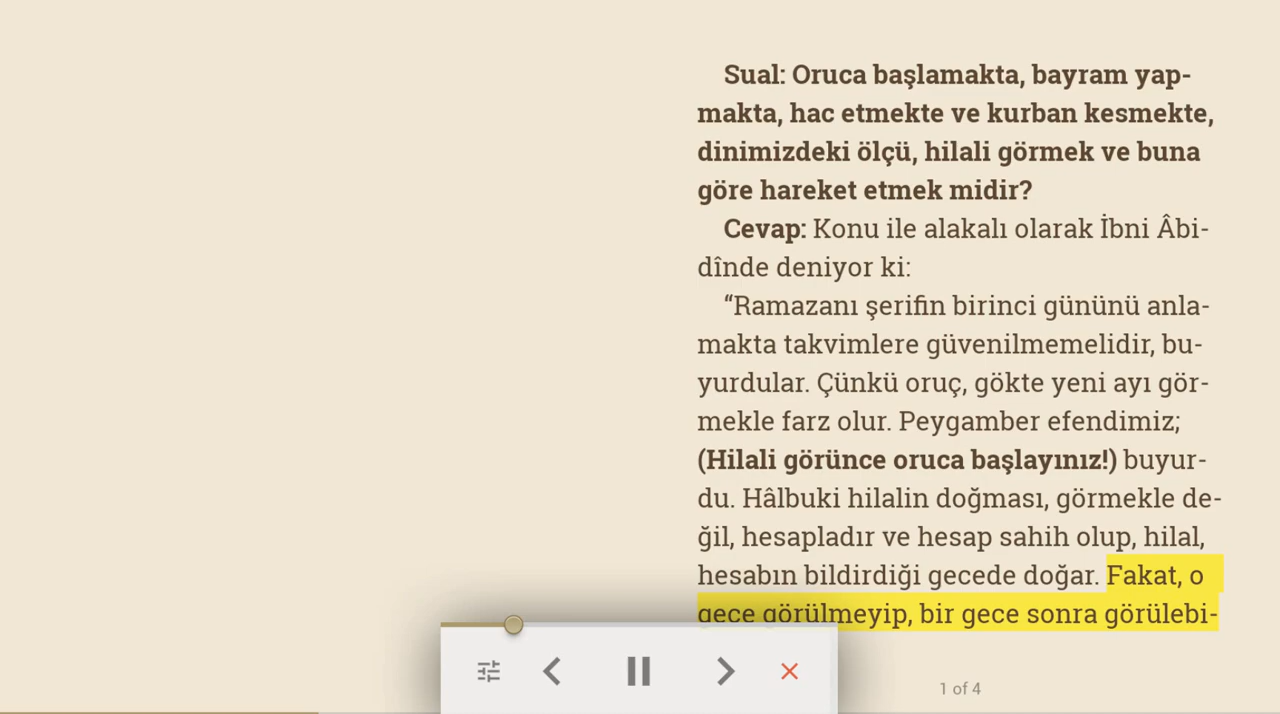 Sual: Oruca başlamakta, bayram yap-
makta, hac etmekte ve kurban kesmekte,
dinimizdeki ölçü, hilali görmek ve buna
göre hareket etmek midir?
Cevap: Konu ile alakalı olarak İbni Âbi-
dînde deniyor ki:
“Ramazanı şerifin birinci gününü anla-
makta takvimlere güvenilmemelidir, bu-
yurdular. Çünkü oruç, gökte yeni ayı gör-
mekle farz olur. Peygamber efendimiz;
(Hilali görünce oruca başlayınız!) buyur-
du. Hâlbuki hilalin doğması, görmekle de-
ğil, hesapladır ve hesap sahih olup, hilal,
hesabın bildirdiği gecede doğar. Fakat, o
gece görülmeyip, bir gece sonra görülebi-
1 of 4